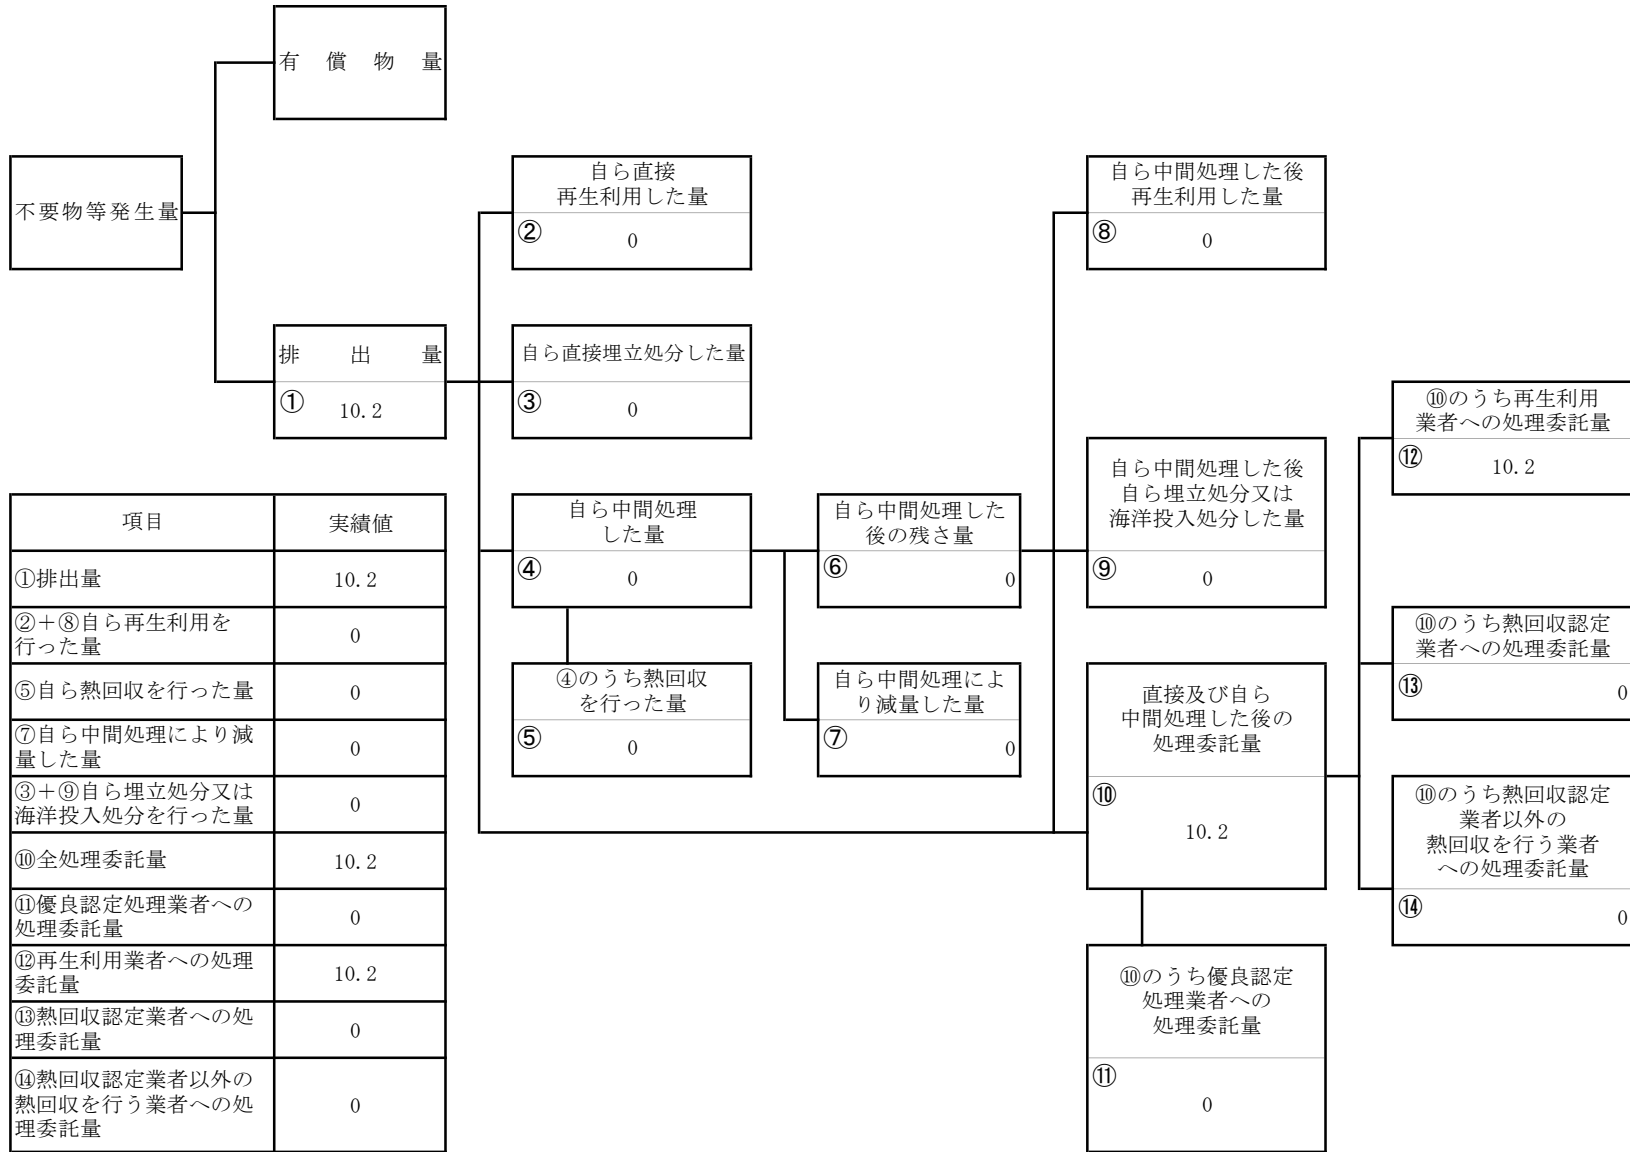 有償物量
不要物等発生量
自ら直接
再生利用した量
②
0
自ら中間処理した後
再生利用した量
⑧
0
排出量
①
10.2
自ら直接埋立処分した量
③
0
⑩のうち再生利用
業者への処理委託量
⑫
10.2
自ら中間処理
した量
④
0
自ら中間処理した
後の残さ量
⑥
0
自ら中間処理した後
自ら埋立処分又は
海洋投入処分した量
⑨
0
④のうち熱回収
を行った量
⑤
0
自ら中間処理によ
り減量した量
⑦
0
直接及び自ら
中間処理した後の
処理委託量
⑩
10.2
⑩のうち熱回収認定
業者への処理委託量
⑬
0
⑩のうち熱回収認定
業者以外の
熱回収を行う業者
への処理委託量
⑭
0
⑩のうち優良認定
処理業者への
処理委託量
⑪
0
項目
実績値
①排出量
10.2
②＋⑧自ら再生利用を
行った量
0
⑤自ら熱回収を行った量
0
⑦自ら中間処理により減
量した量
0
③＋⑨自ら埋立処分又は
海洋投入処分を行った量
0
⑩全処理委託量
10.2
⑪優良認定処理業者への
処理委託量
0
⑫再生利用業者への処理
委託量
10.2
⑬熱回収認定業者への処
理委託量
0
⑭熱回収認定業者以外の
熱回収を行う業者への処
理委託量
0